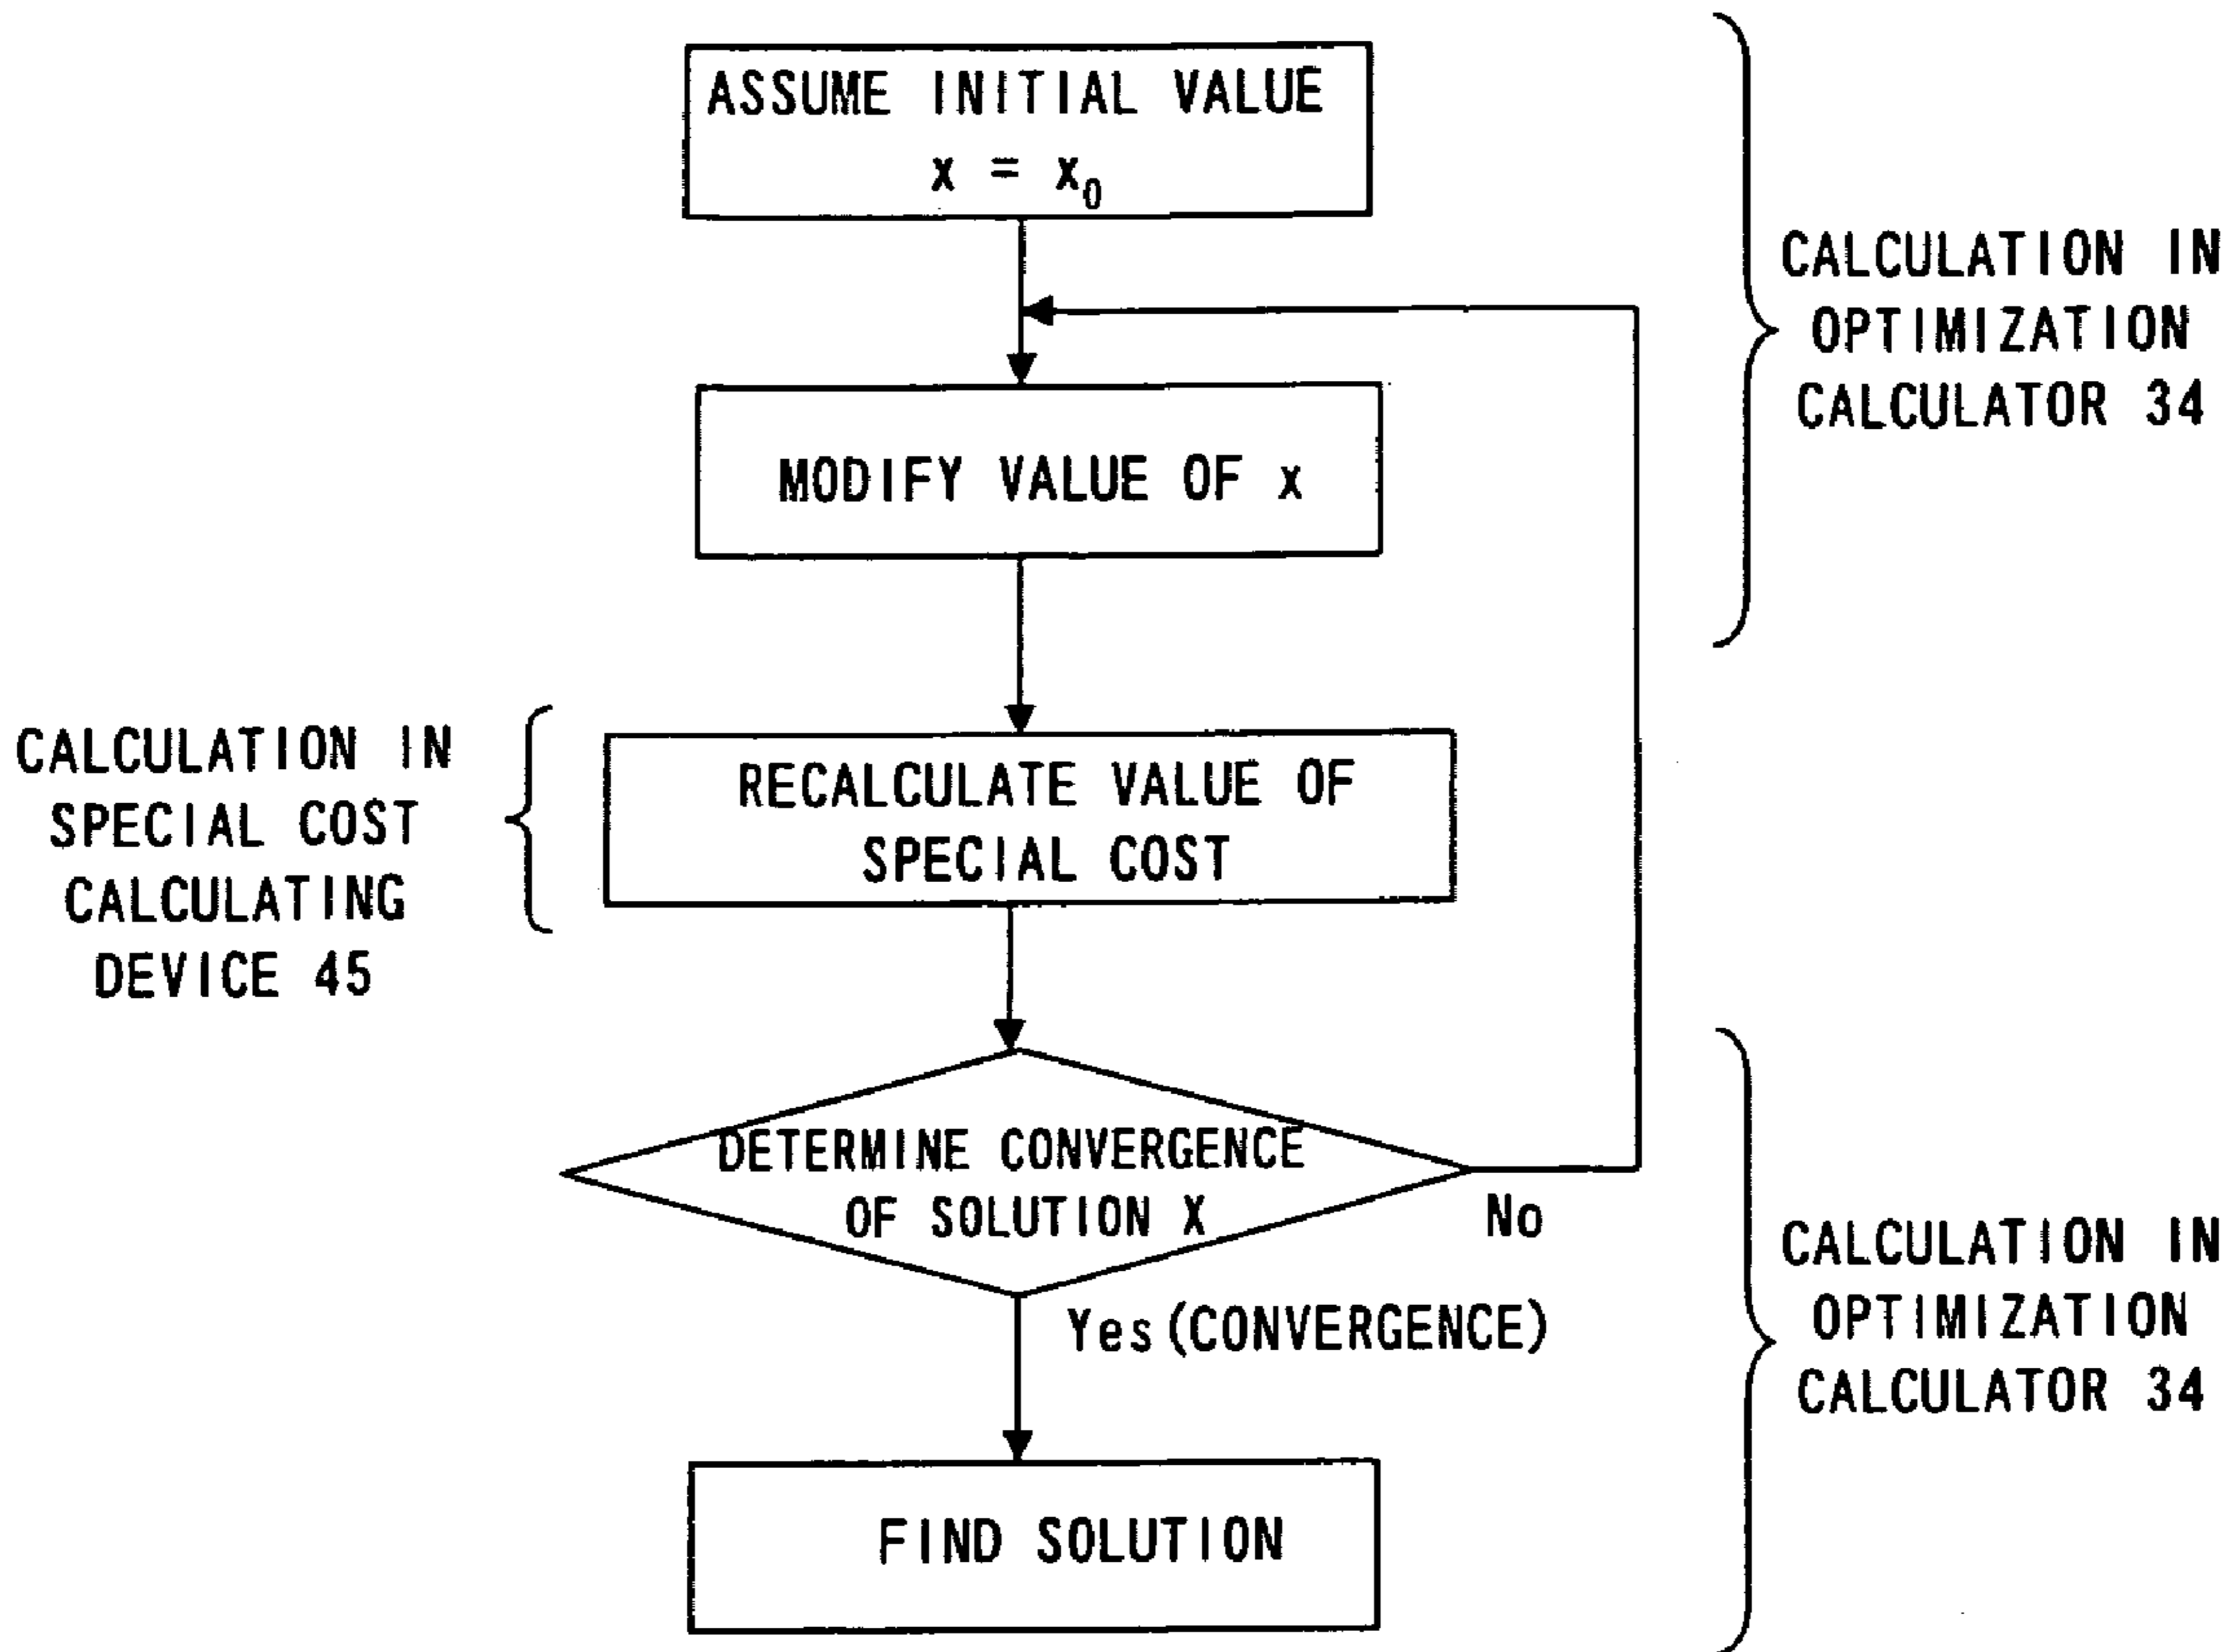 ASSUME INITIAL VALUE
x = x₀
CALCULATION IN
OPTIMIZATION
CALCULATOR 34
MODIFY VALUE OF x
CALCULATION IN
SPECIAL COST
CALCULATING
DEVICE 45
RECALCULATE VALUE OF
SPECIAL COST
DETERMINE CONVERGENCE
OF SOLUTION X
No
Yes(CONVERGENCE)
CALCULATION IN
OPTIMIZATION
CALCULATOR 34
FIND SOLUTION